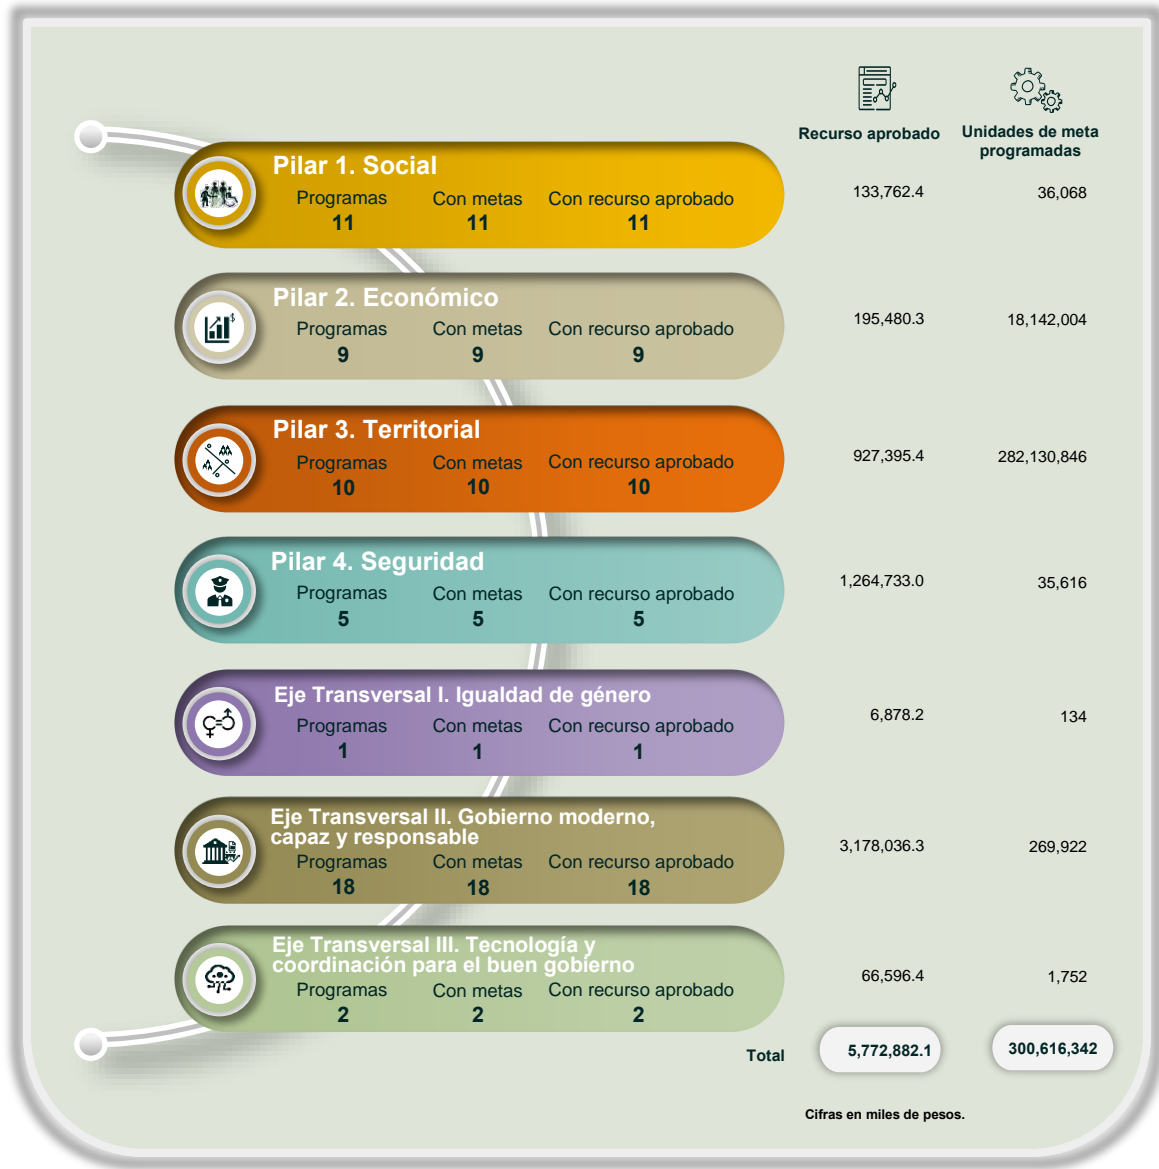 Recurso aprobado
Unidades de meta
programadas
Pilar 1. Social
Programas Con metas Con recurso aprobado
11 11 11
133,762.4 36,068
Pilar 2. Económico
Programas Con metas Con recurso aprobado
9 9 9
195,480.3 18,142,004
Pilar 3. Territorial
Programas Con metas Con recurso aprobado
10 10 10
927,395.4 282,130,846
Pilar 4. Seguridad
Programas Con metas Con recurso aprobado
5 5 5
1,264,733.0 35,616
Eje Transversal I. Igualdad de género
Programas Con metas Con recurso aprobado
1 1 1
6,878.2 134
Eje Transversal II. Gobierno moderno,
capaz y responsable
Programas Con metas Con recurso aprobado
18 18 18
3,178,036.3 269,922
Eje Transversal III. Tecnología y
coordinación para el buen gobierno
Programas Con metas Con recurso aprobado
2 2 2
66,596.4 1,752
Total 5,772,882.1 300,616,342
Cifras en miles de pesos.